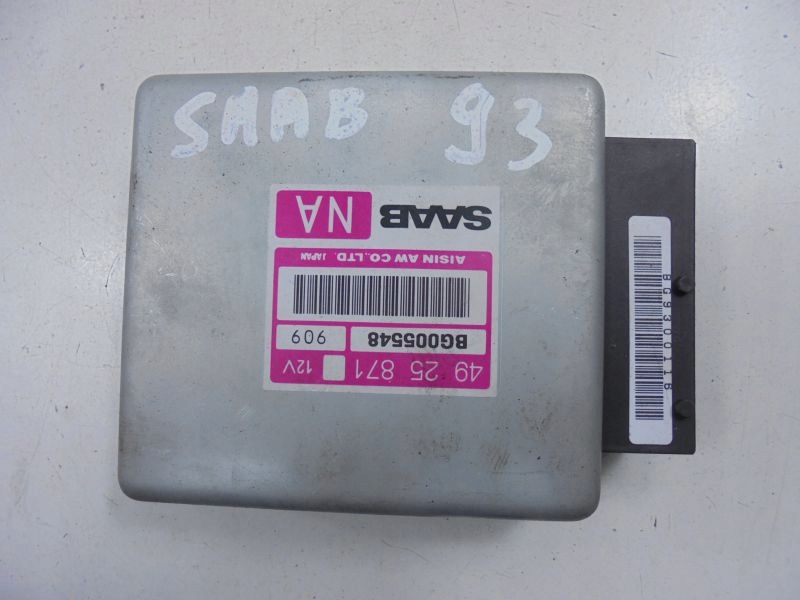 SAAB 93
SAAB NA
AISIN AW CO.,LTD. JAPAN
BG005548 909
49 25 871 12V
BG9300116